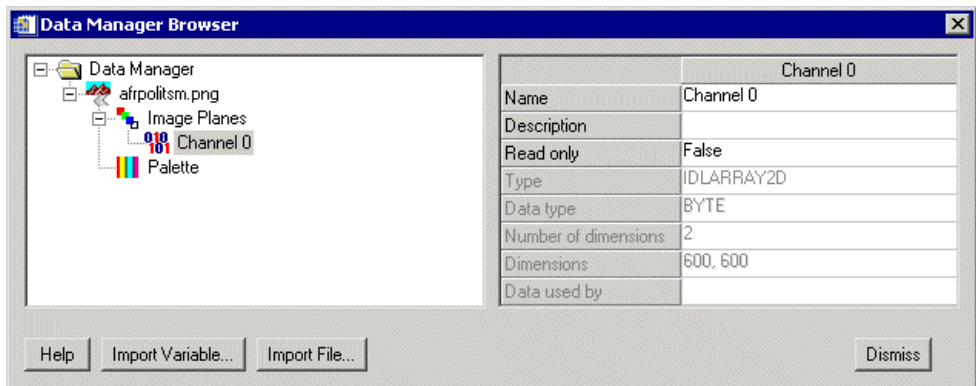 Data Manager Browser
Data Manager
afrpolitsm.png
Image Planes
010
101
Channel 0
Palette
Channel 0
Name Channel 0
Description
Read only False
Type IDLARRAY2D
Data type BYTE
Number of dimensions 2
Dimensions 600, 600
Data used by
Help Import Variable... Import File... Dismiss